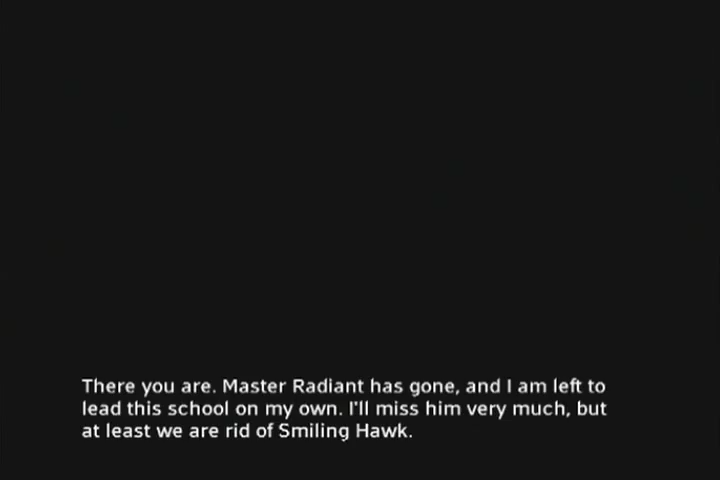 There you are. Master Radiant has gone, and I am left to
lead this school on my own. I'll miss him very much, but
at least we are rid of Smiling Hawk.